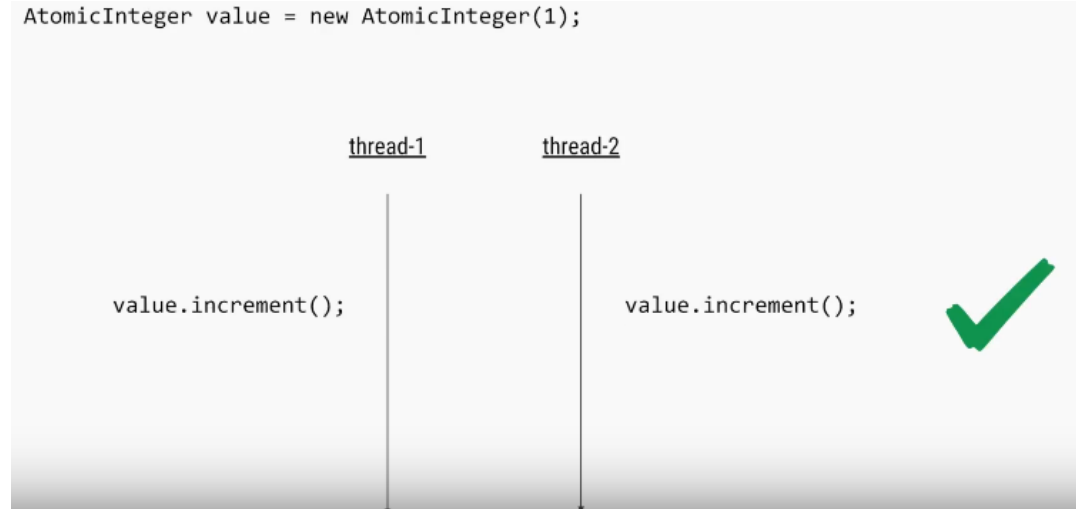 AtomicInteger value = new AtomicInteger(1);
thread-1 thread-2
value.increment(); value.increment();